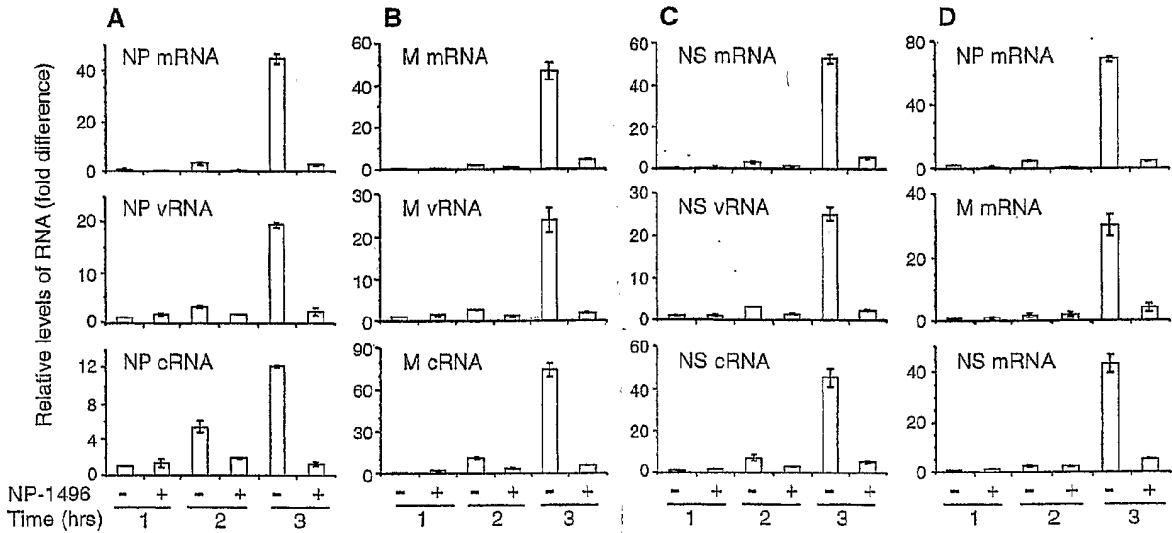 A
B
C
D
Relative levels of RNA (fold difference)
NP mRNA
40
20
0
M mRNA
60
40
20
0
NS mRNA
60
40
20
0
NP mRNA
80
40
0
NP vRNA
20
10
0
M vRNA
30
20
10
0
NS vRNA
30
20
10
0
M mRNA
40
20
0
NP cRNA
12
8
4
0
M cRNA
90
60
30
0
NS cRNA
60
40
20
0
NS mRNA
40
20
0
NP-1496 - + - + - + - + - + - + - + - + - + - + - + - +
Time (hrs) 1 2 3 1 2 3 1 2 3 1 2 3